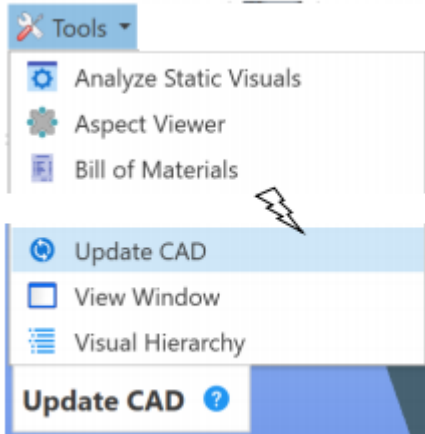 Tools
Analyze Static Visuals
Aspect Viewer
Bill of Materials
Update CAD
View Window
Visual Hierarchy
Update CAD ?